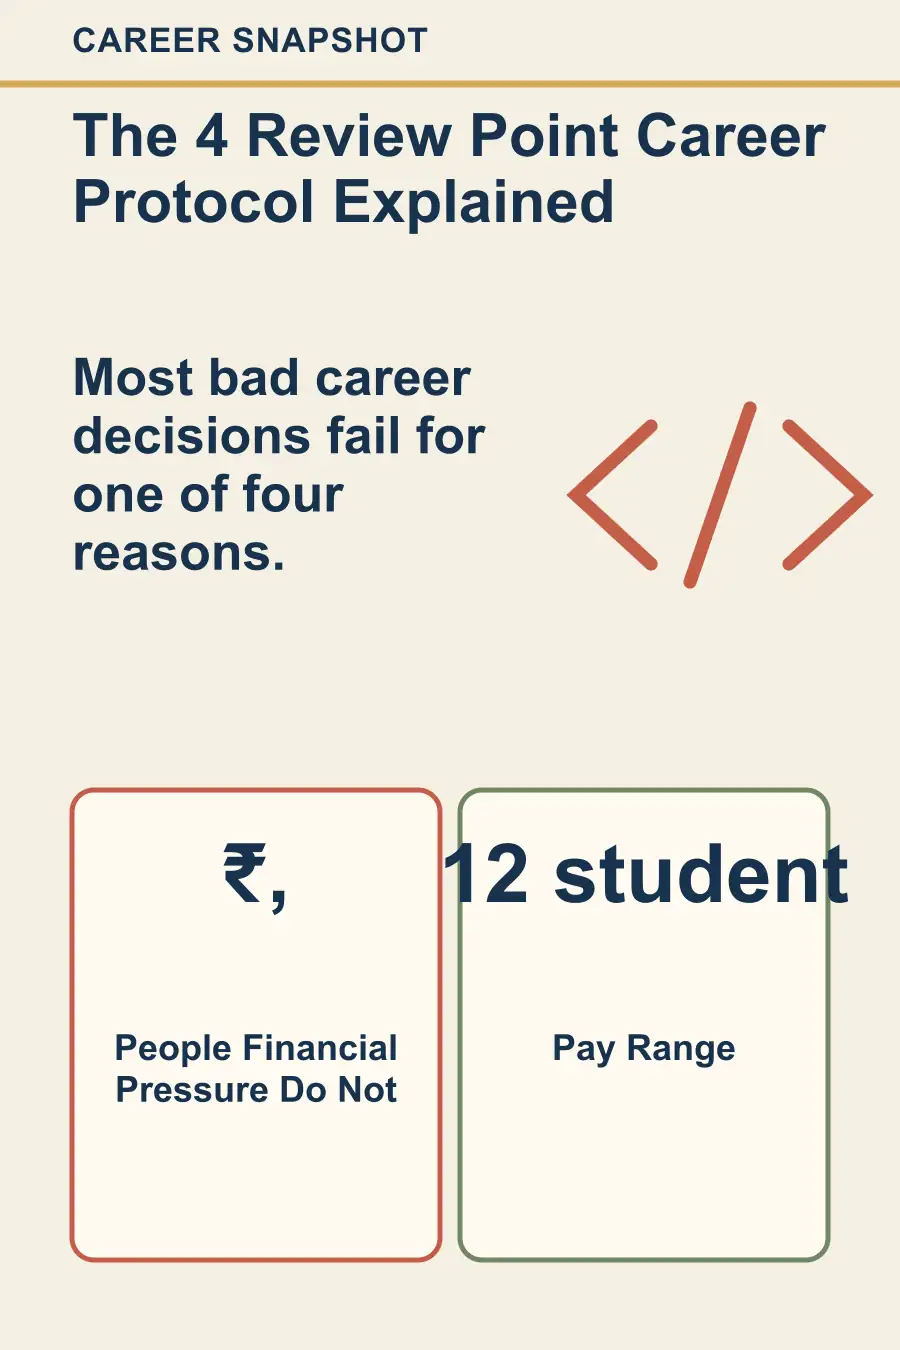 CAREER SNAPSHOT
The 4 Review Point Career
Protocol Explained
Most bad career
decisions fail for
one of four
reasons.
₹,
People Financial
Pressure Do Not
12 student
Pay Range